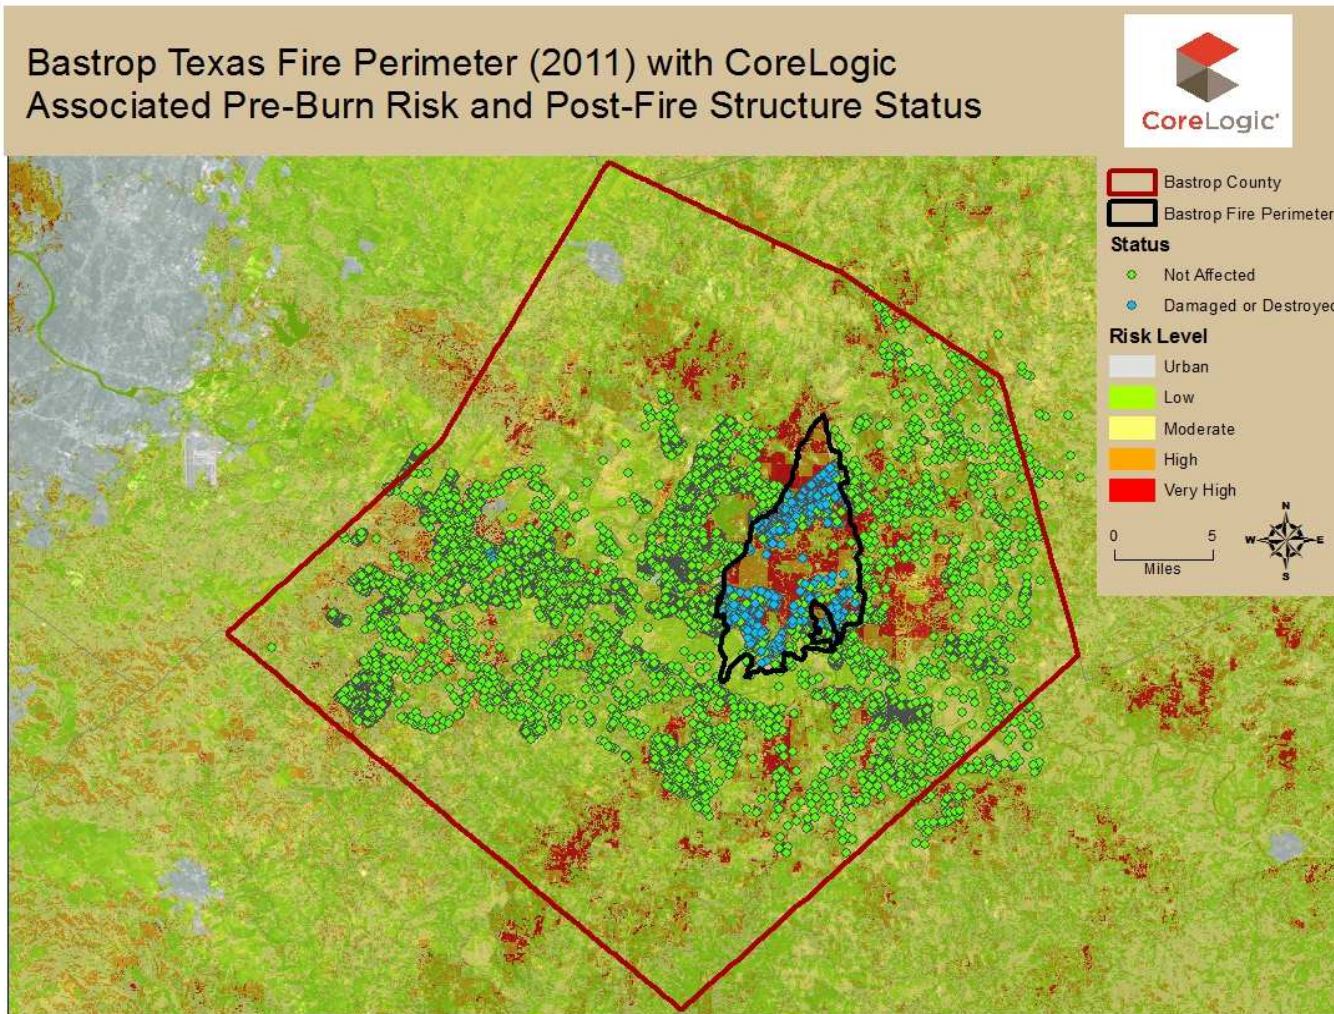 Bastrop Texas Fire Perimeter (2011) with CoreLogic
Associated Pre-Burn Risk and Post-Fire Structure Status
CoreLogic
Bastrop County
Bastrop Fire Perimeter
Status
Not Affected
Damaged or Destroyed
Risk Level
Urban
Low
Moderate
High
Very High
0 5
Miles
N
W E
S